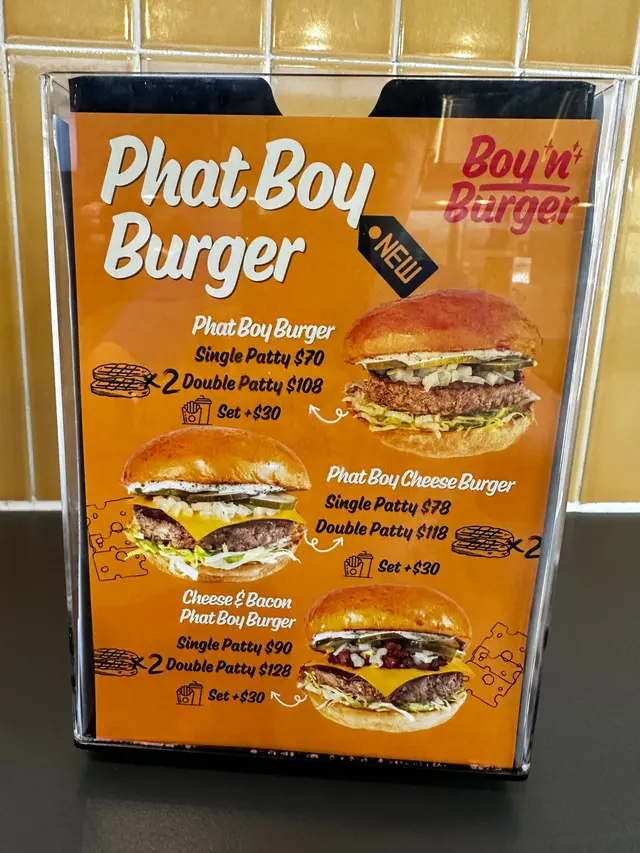 Phat Boy
Burger
Boy 'n'
Burger
NEW
Phat Boy Burger
Single Patty $70
×2 Double Patty $108
Set +$30
Phat Boy Cheese Burger
Single Patty $78
Double Patty $118 ×2
Set +$30
Cheese & Bacon
Phat Boy Burger
Single Patty $90
×2 Double Patty $128
Set +$30